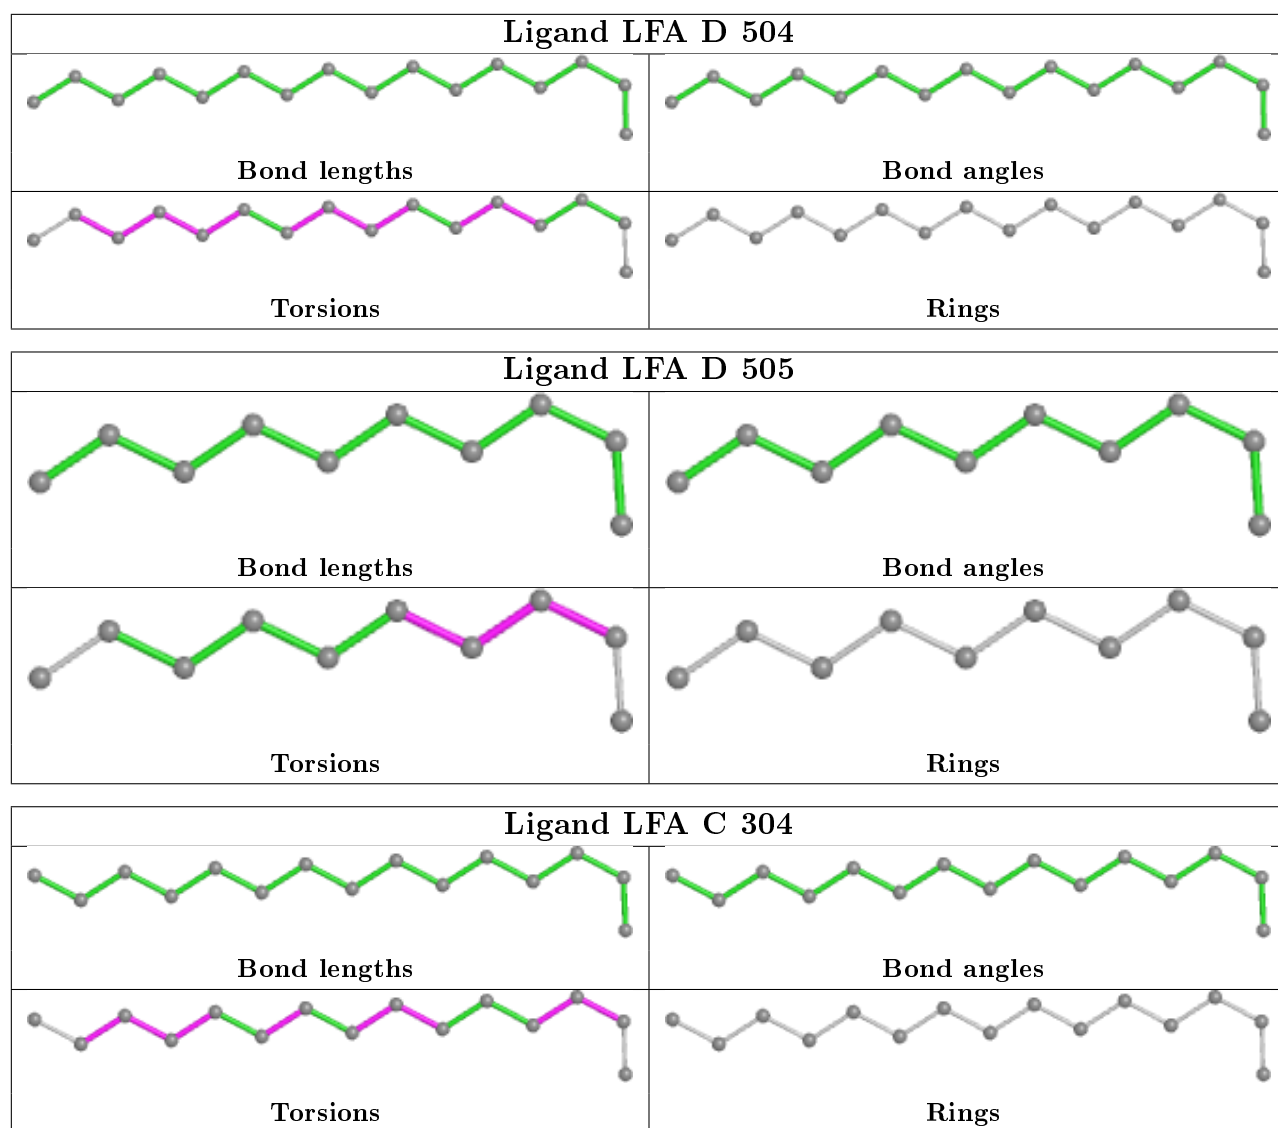 Ligand LFA D 504
Bond lengths
Bond angles
Torsions
Rings
Ligand LFA D 505
Bond lengths
Bond angles
Torsions
Rings
Ligand LFA C 304
Bond lengths
Bond angles
Torsions
Rings